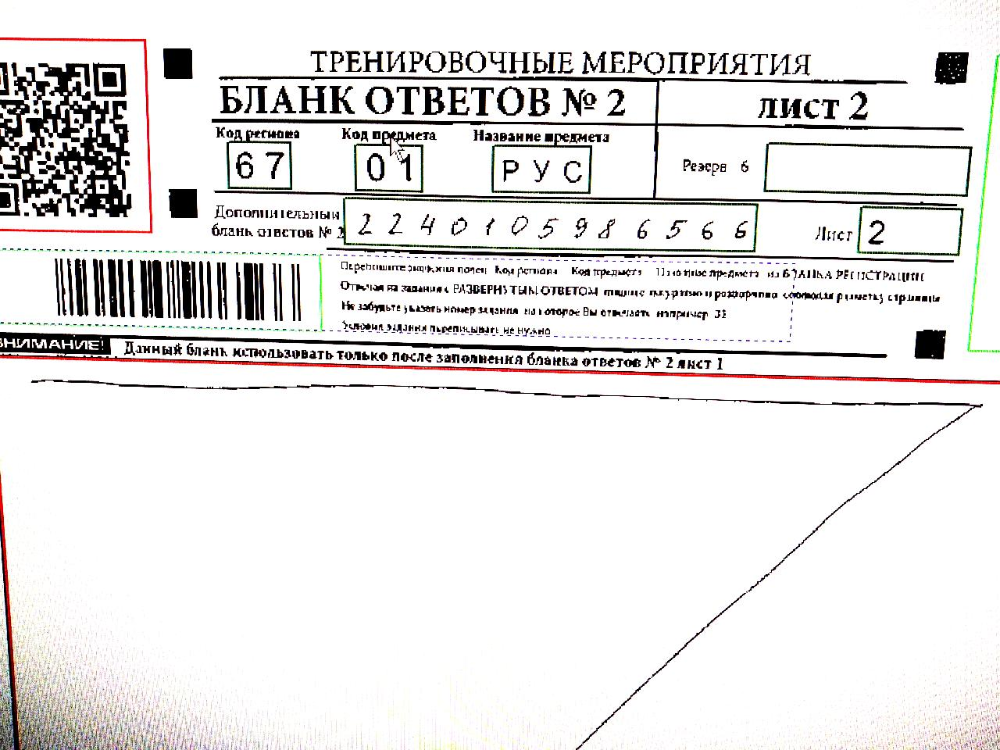 ТРЕНИРОВОЧНЫЕ МЕРОПРИЯТИЯ
БЛАНК ОТВЕТОВ № 2
лист 2
Код региона Код предмета Название предмета
67 01 РУС
Резерв 6
Дополнительный
бланк ответов № 2
2240105986566
Лист 2
Перепишите значения полей Код региона Код предмета Название предмета из БЛАНКА РЕГИСТРАЦИИ
Отвечая на задания с РАЗВЕРНУТЫМ ОТВЕТОМ пишите аккуратно и разборчиво соблюдая разметку страницы
Не забудьте указать номер задания на которое Вы отвечаете например 31
Условия задания переписывать не нужно
ВНИМАНИЕ! Данный бланк использовать только после заполнения бланка ответов № 2 лист 1